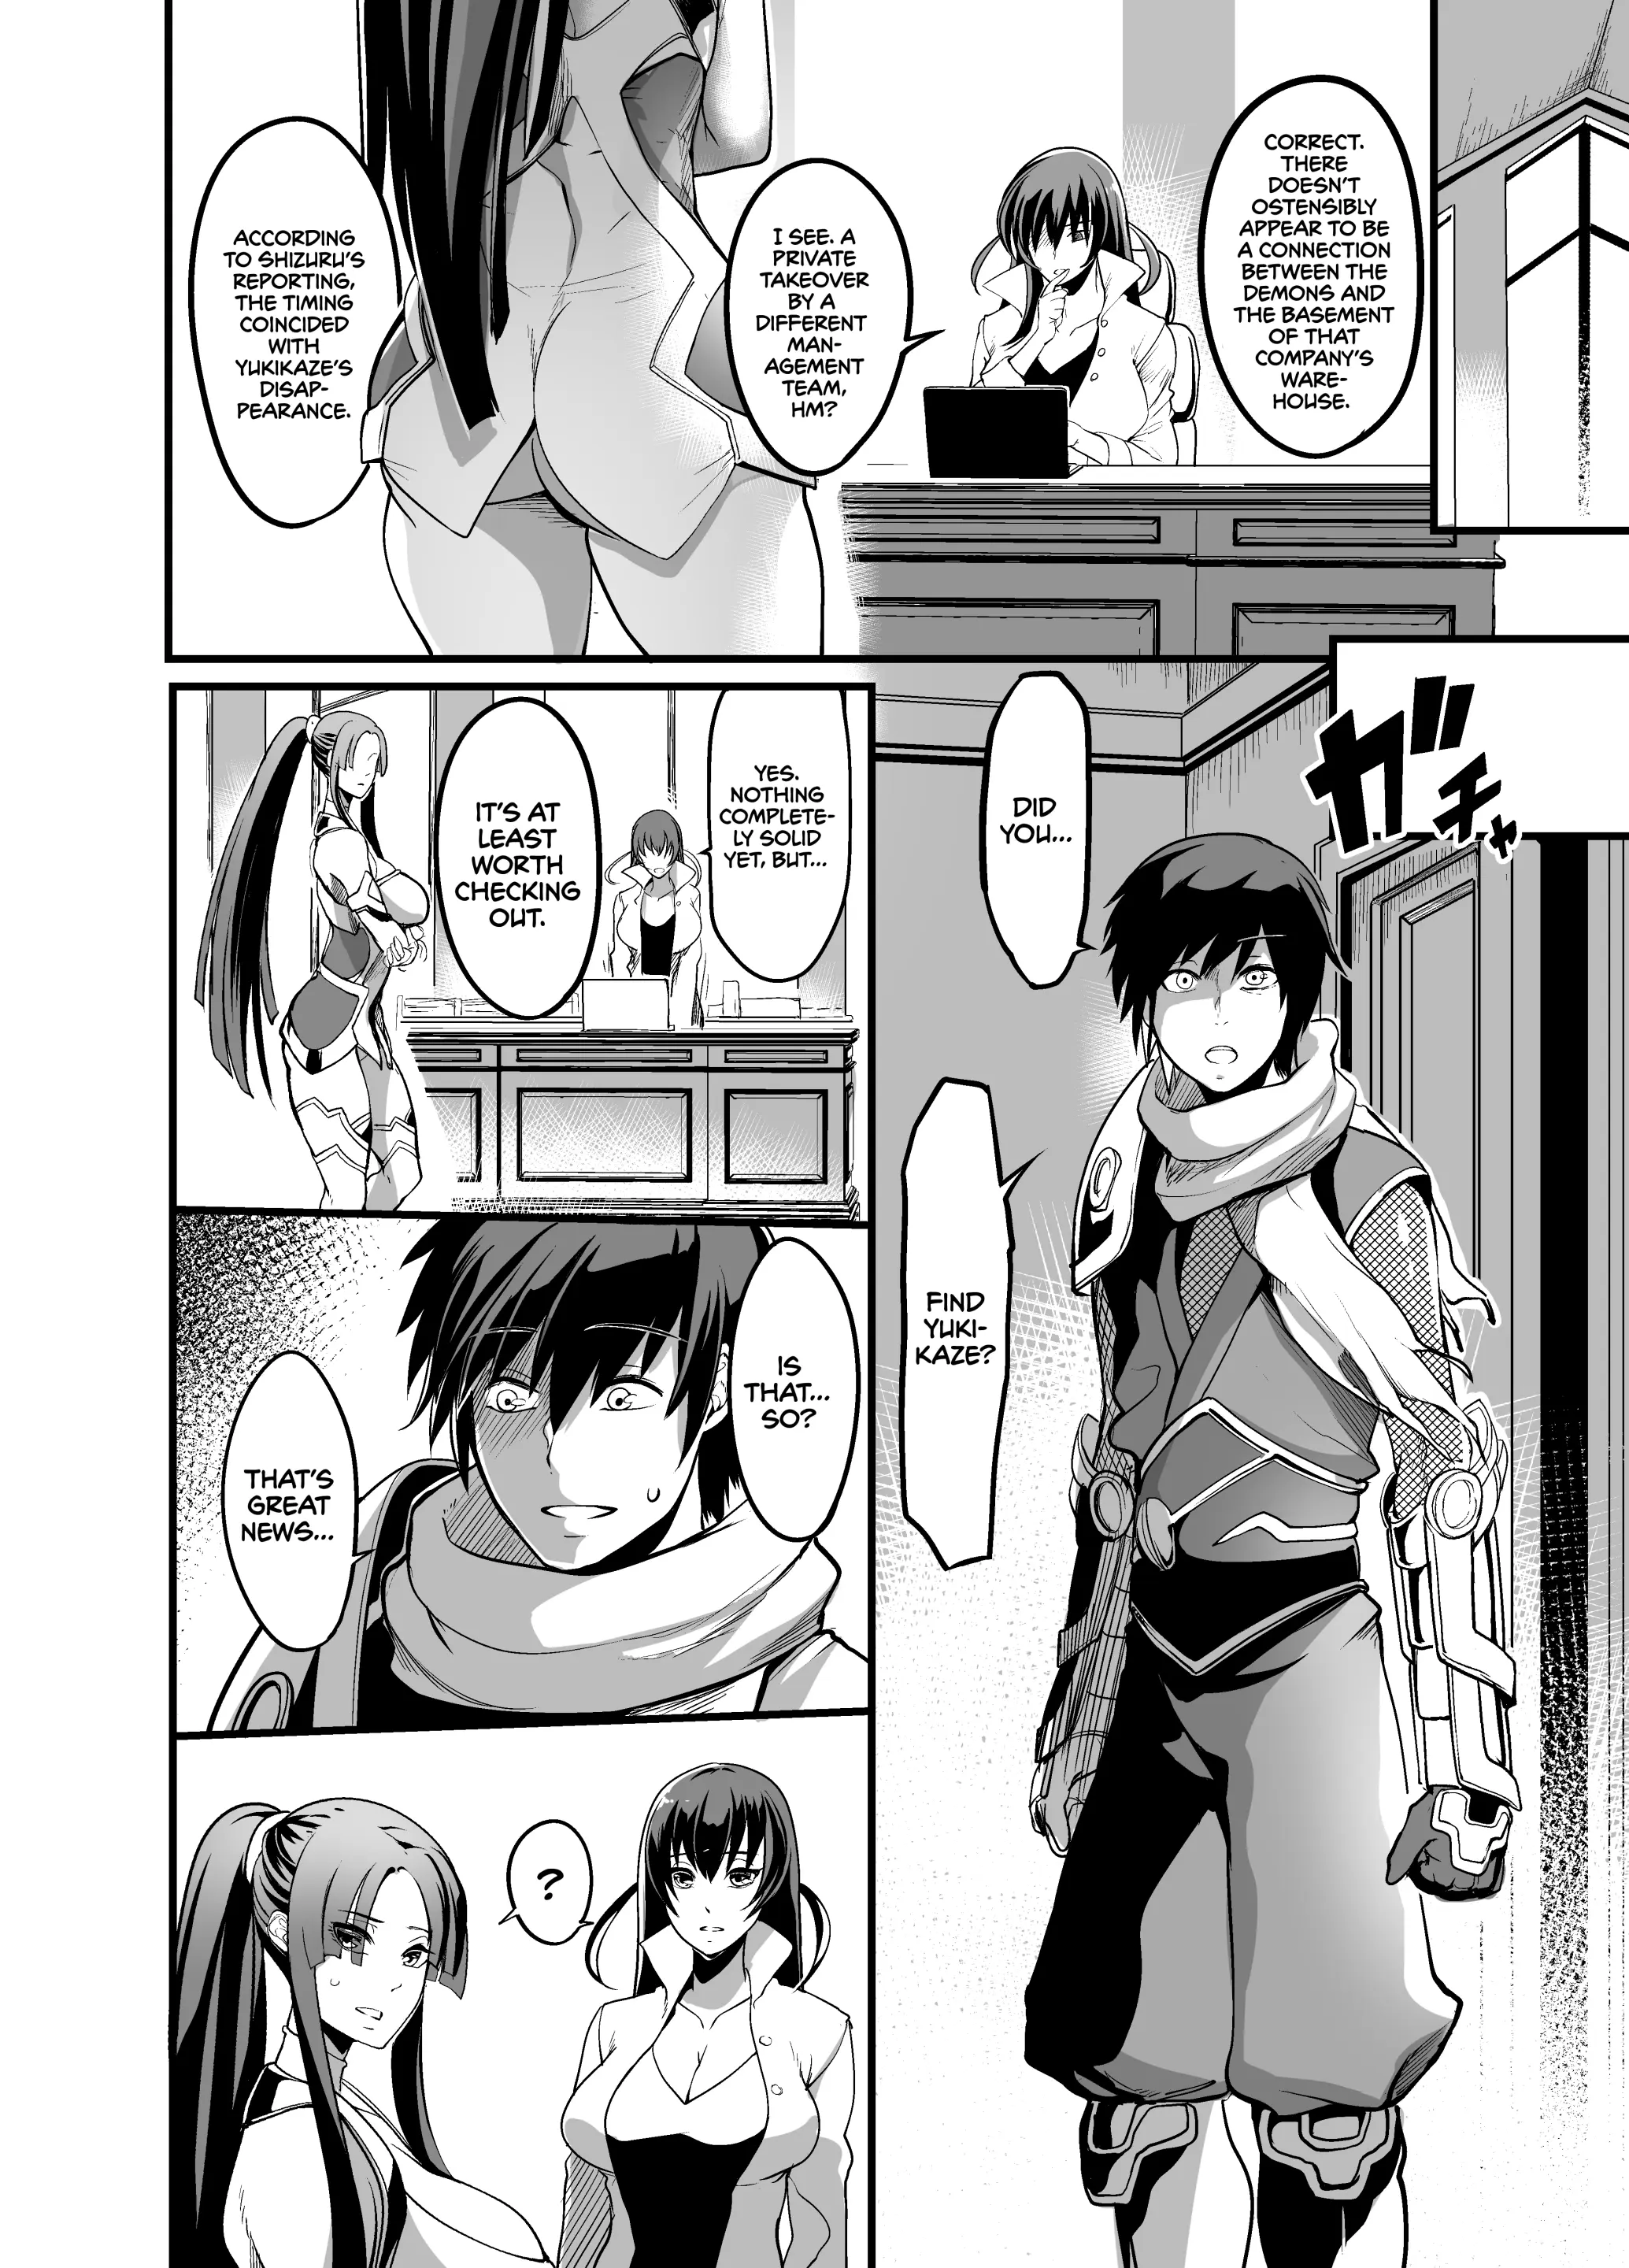 CORRECT.
THERE
DOESN'T
OSTENSIBLY
APPEAR TO BE
A CONNECTION
BETWEEN THE
DEMONS AND
THE BASEMENT
OF THAT
COMPANY'S
WARE-
HOUSE.
I SEE. A
PRIVATE
TAKEOVER
BY A
DIFFERENT
MAN-
AGEMENT
TEAM,
HM?
ACCORDING
TO SHIZURU'S
REPORTING,
THE TIMING
COINCIDED
WITH
YUKIKAZE'S
DISAP-
PEARANCE.
ガチャ
DID
YOU...
FIND
YUKI-
KAZE?
YES.
NOTHING
COMPLETE-
LY SOLID
YET, BUT...
IT'S AT
LEAST
WORTH
CHECKING
OUT.
IS
THAT...
SO?
THAT'S
GREAT
NEWS...
?